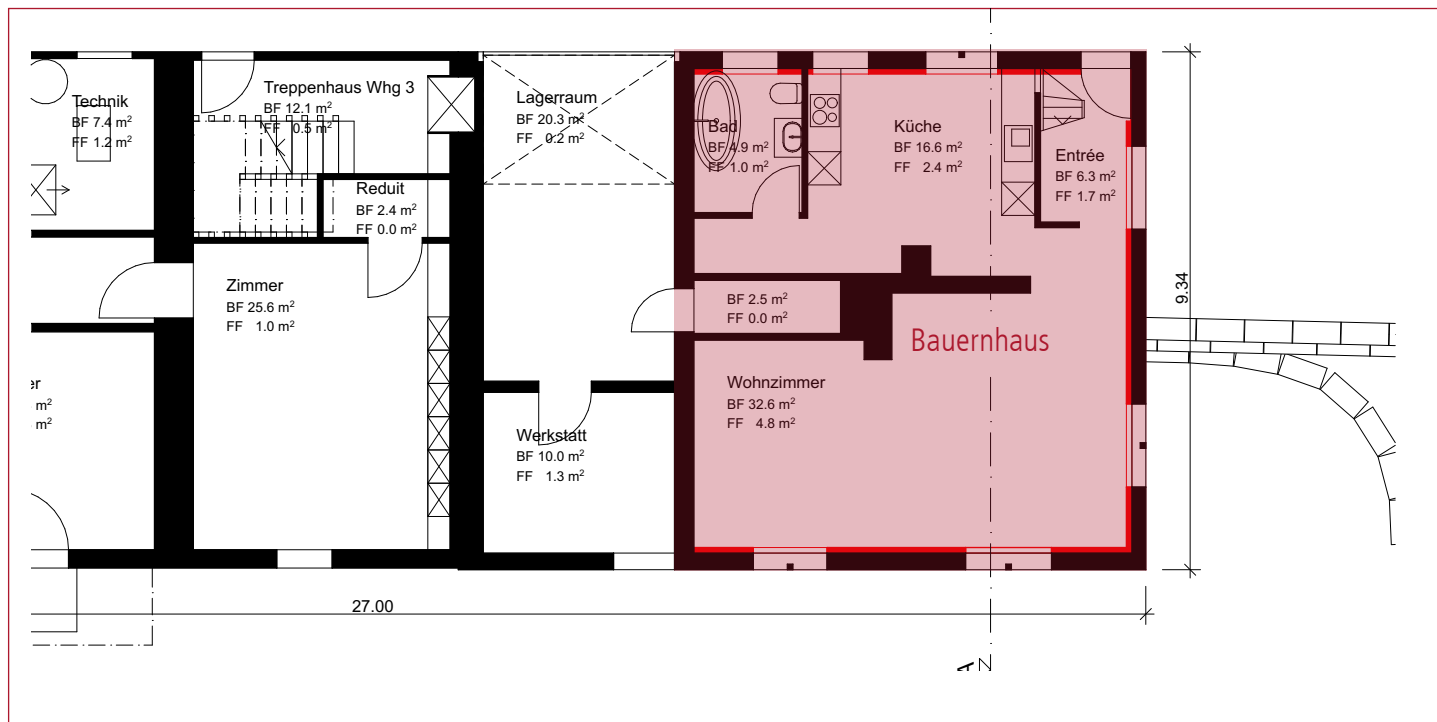 Technik
BF 7.4 m²
FF 1.2 m²
Treppenhaus Whg 3
BF 12.1 m²
FF 0.5 m²
Reduit
BF 2.4 m²
FF 0.0 m²
Zimmer
BF 25.6 m²
FF 1.0 m²
er
m²
m²
Lagerraum
BF 20.3 m²
FF 0.2 m²
Werkstatt
BF 10.0 m²
FF 1.3 m²
Bad
BF 4.9 m²
FF 1.0 m²
Küche
BF 16.6 m²
FF 2.4 m²
Entrée
BF 6.3 m²
FF 1.7 m²
BF 2.5 m²
FF 0.0 m²
Bauernhaus
Wohnzimmer
BF 32.6 m²
FF 4.8 m²
9.34
27.00